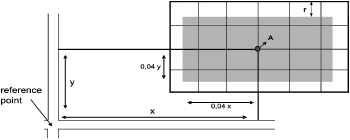 r
A
0,04 y
y
0,04 x
x
reference
point